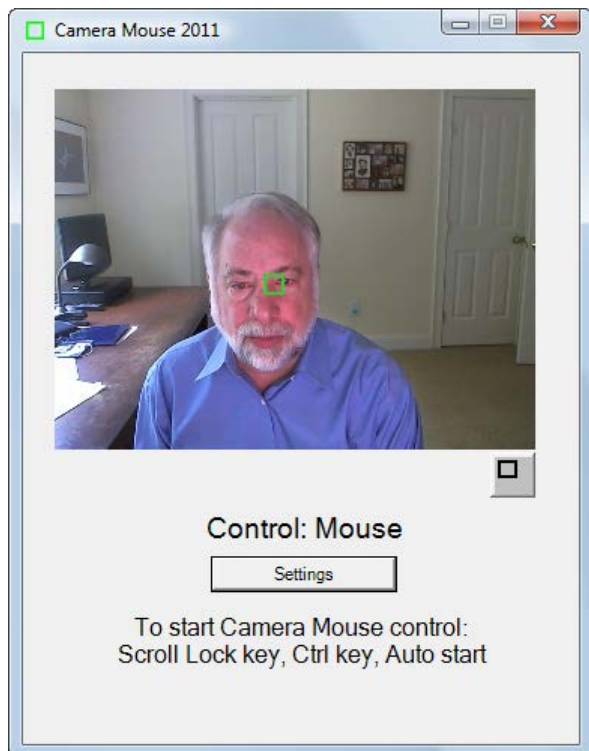 Camera Mouse 2011
Control: Mouse
Settings
To start Camera Mouse control:
Scroll Lock key, Ctrl key, Auto start